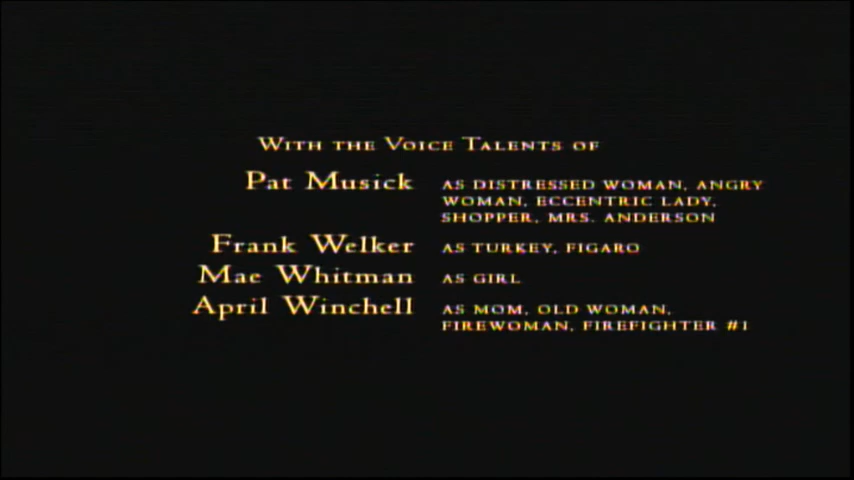 With the Voice Talents of
Pat Musick as Distressed Woman, Angry
Woman, Eccentric Lady,
Shopper, Mrs. Anderson
Frank Welker as Turkey, Figaro
Mae Whitman as Girl
April Winchell as Mom, Old Woman,
Firewoman, Firefighter #1